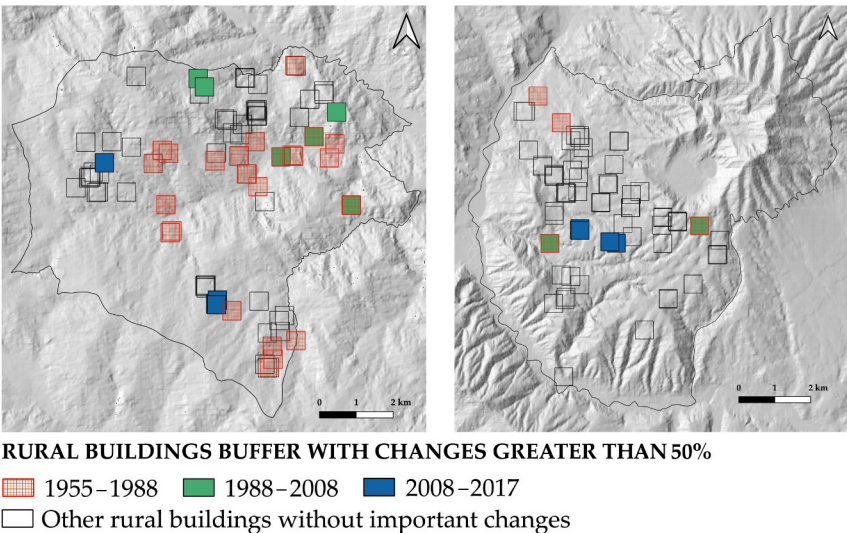 0 1 2 km
0 1 2 km
RURAL BUILDINGS BUFFER WITH CHANGES GREATER THAN 50%
1955–1988 1988–2008 2008–2017
Other rural buildings without important changes